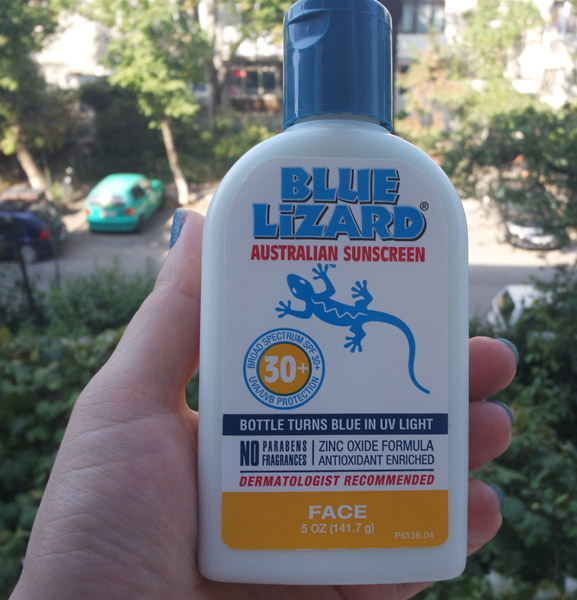 BLUE
LiZARD®
AUSTRALIAN SUNSCREEN
™
BROAD SPECTRUM SPF 30+
30+
UVA/UVB PROTECTION
BOTTLE TURNS BLUE IN UV LIGHT
NO PARABENS FRAGRANCES | ZINC OXIDE FORMULA
ANTIOXIDANT ENRICHED
DERMATOLOGIST RECOMMENDED
FACE
5 OZ (141.7 g)
P6136.04